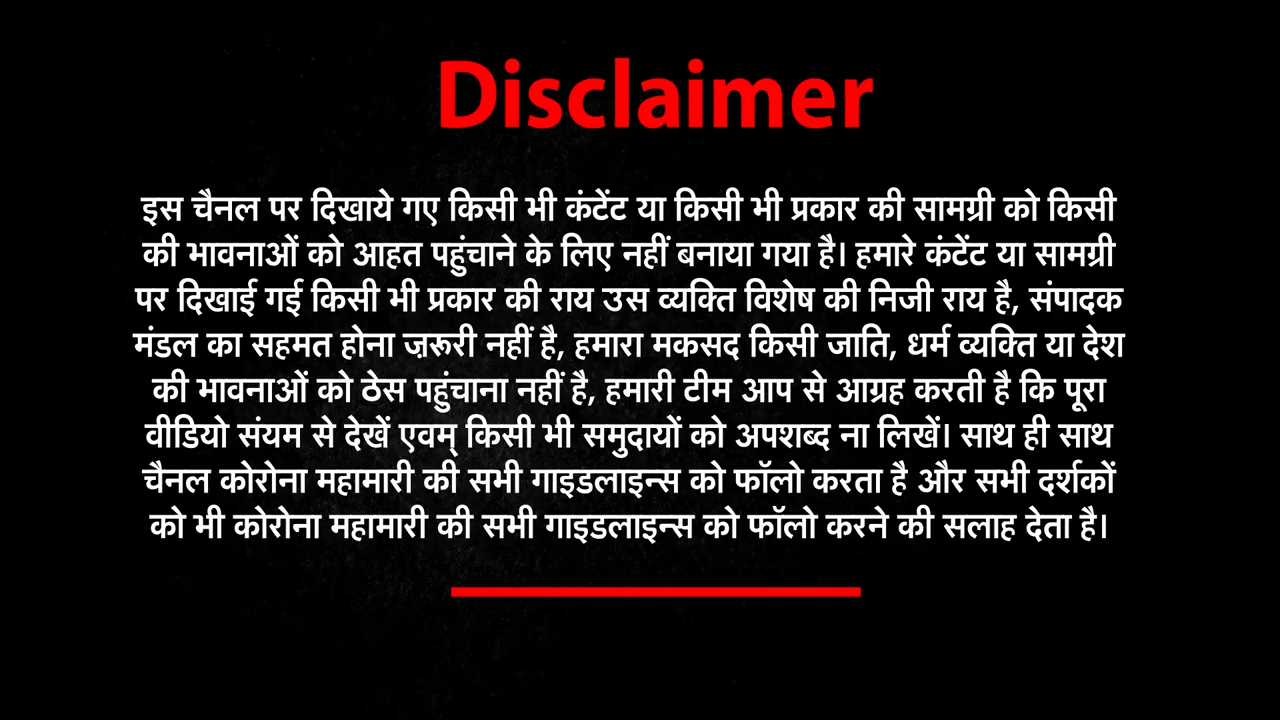 Disclaimer
इस चैनल पर दिखाये गए किसी भी कंटेंट या किसी भी प्रकार की सामग्री को किसी
की भावनाओं को आहत पहुंचाने के लिए नहीं बनाया गया है। हमारे कंटेंट या सामग्री
पर दिखाई गई किसी भी प्रकार की राय उस व्यक्ति विशेष की निजी राय है, संपादक
मंडल का सहमत होना ज़रूरी नहीं है, हमारा मकसद किसी जाति, धर्म व्यक्ति या देश
की भावनाओं को ठेस पहुंचाना नहीं है, हमारी टीम आप से आग्रह करती है कि पूरा
वीडियो संयम से देखें एवम् किसी भी समुदायों को अपशब्द ना लिखें। साथ ही साथ
चैनल कोरोना महामारी की सभी गाइडलाइन्स को फॉलो करता है और सभी दर्शकों
को भी कोरोना महामारी की सभी गाइडलाइन्स को फॉलो करने की सलाह देता है।